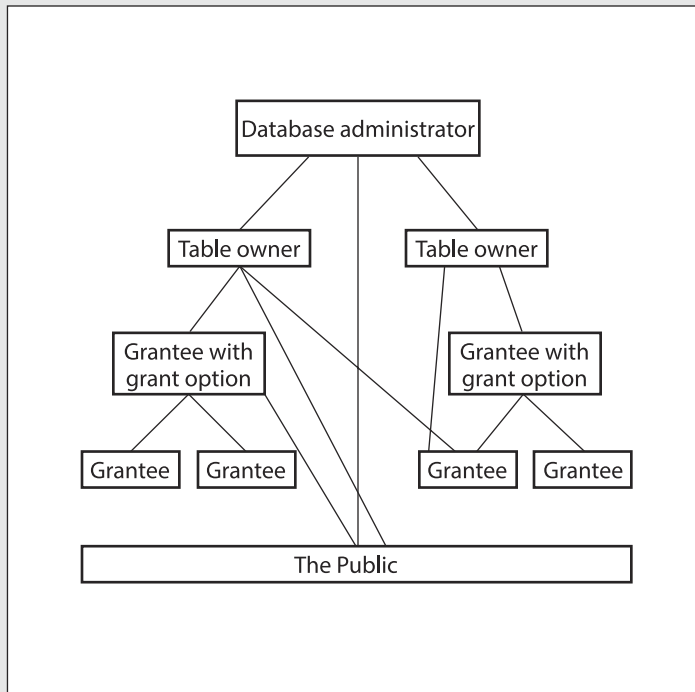 Database administrator
Table owner
Table owner
Grantee with
grant option
Grantee with
grant option
Grantee
Grantee
Grantee
Grantee
The Public